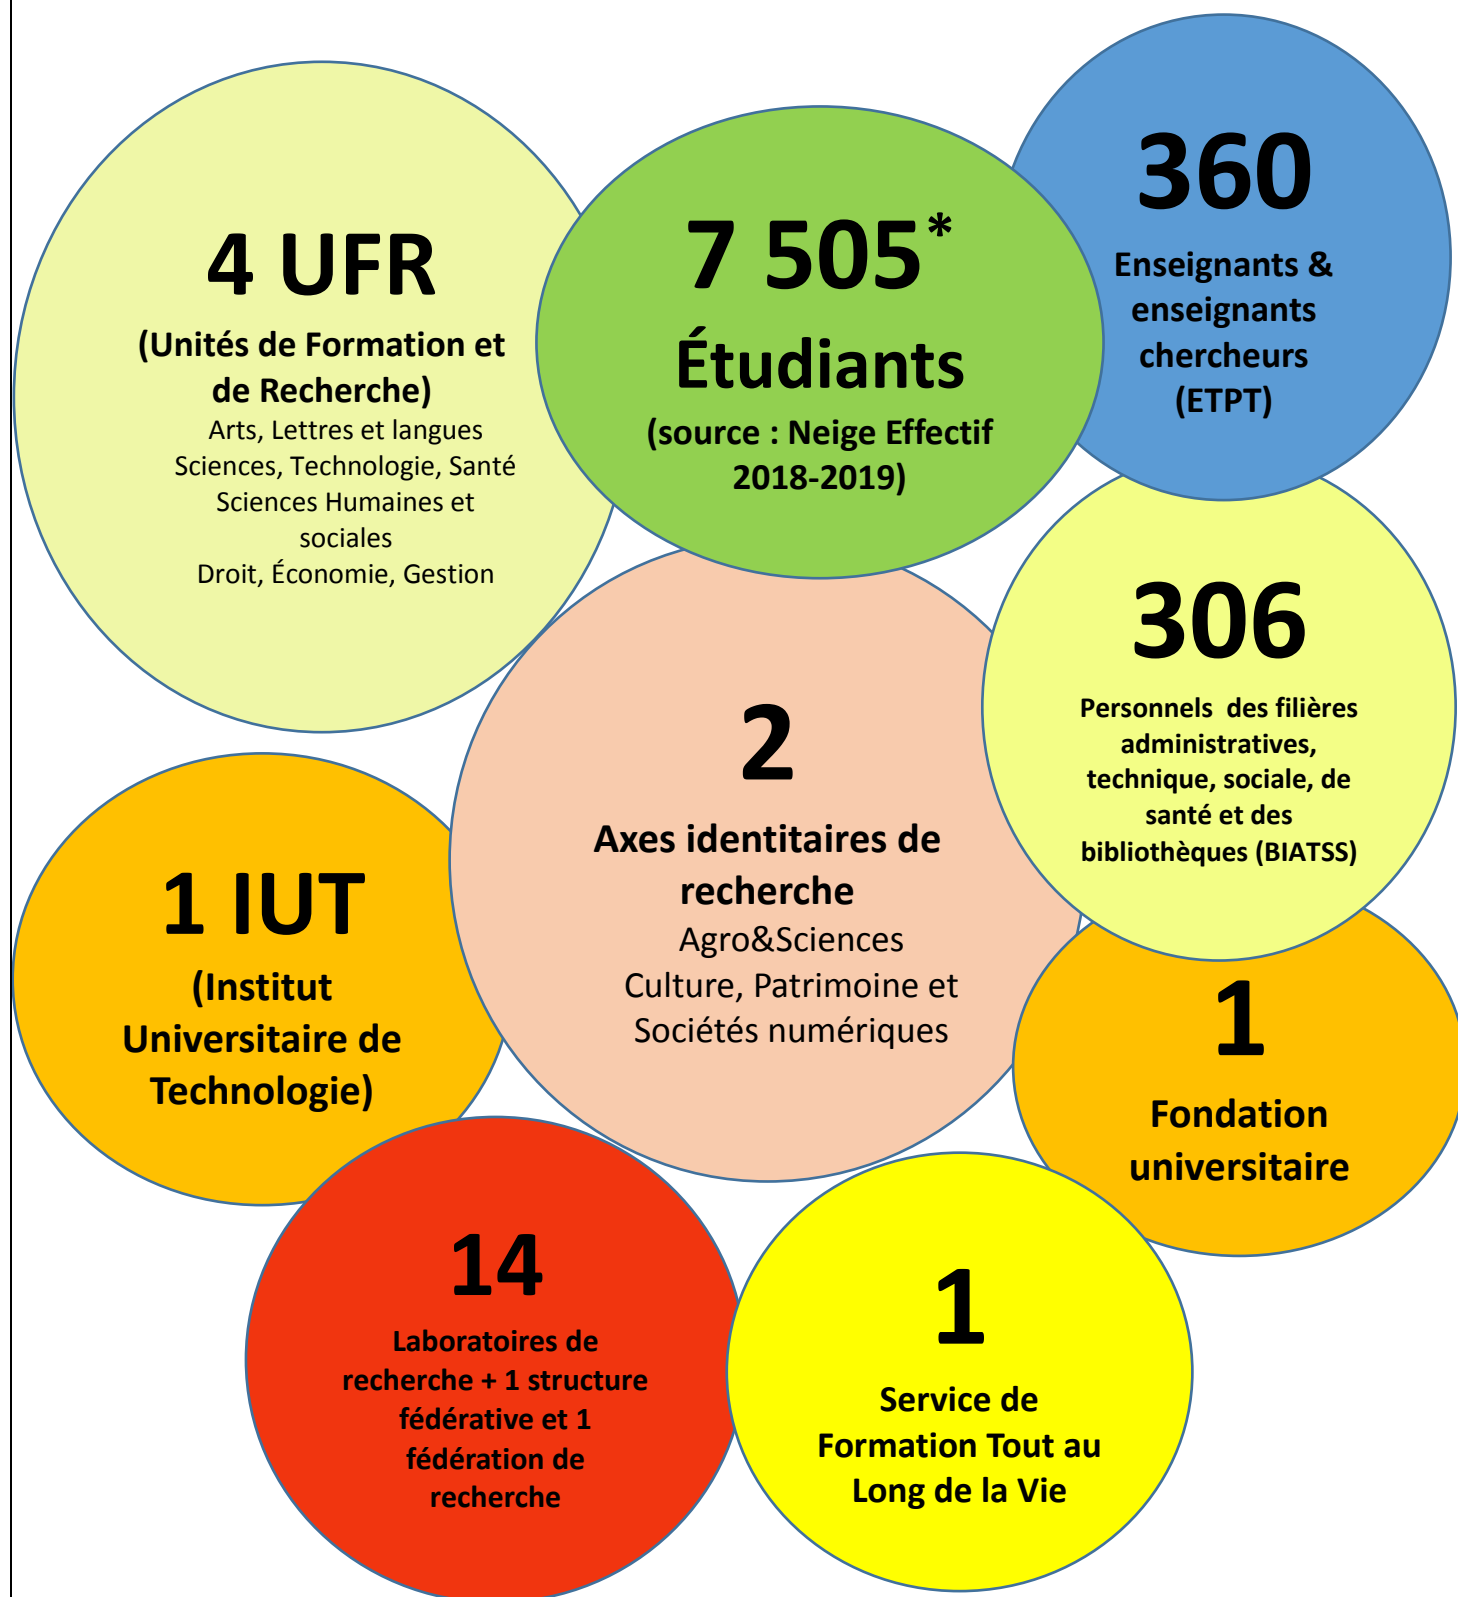 4 UFR
(Unités de Formation et
de Recherche)
Arts, Lettres et langues
Sciences, Technologie, Santé
Sciences Humaines et
sociales
Droit, Économie, Gestion
7 505*
Étudiants
(source : Neige Effectif
2018-2019)
360
Enseignants &
enseignants
chercheurs
(ETPT)
306
Personnels  des filières
administratives,
technique, sociale, de
santé et des
bibliothèques (BIATSS)
2
Axes identitaires de
recherche
Agro&Sciences
Culture, Patrimoine et
Sociétés numériques
1 IUT
(Institut
Universitaire de
Technologie)
1
Fondation
universitaire
14
Laboratoires de
recherche + 1 structure
fédérative et 1
fédération de
recherche
1
Service de
Formation Tout au
Long de la Vie